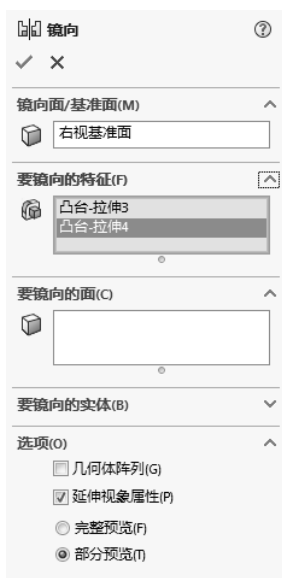 镜向
镜向面/基准面(M)
右视基准面
要镜向的特征(F)
凸台-拉伸3
凸台-拉伸4
要镜向的面(C)
要镜向的实体(B)
选项(O)
几何体阵列(G)
延伸视象属性(P)
完整预览(F)
部分预览(T)